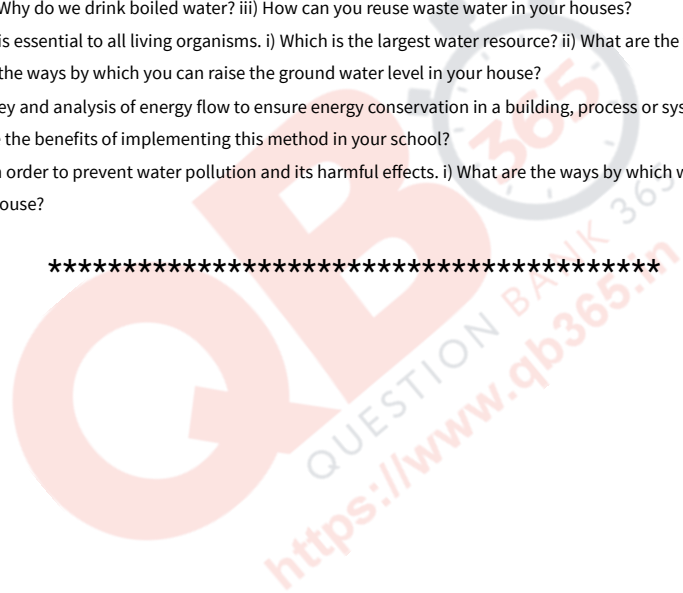 Why do we drink boiled water? iii) How can you reuse waste water in your houses?
is essential to all living organisms. i) Which is the largest water resource? ii) What are the
the ways by which you can raise the ground water level in your house?
ey and analysis of energy flow to ensure energy conservation in a building, process or sys
the benefits of implementing this method in your school?
order to prevent water pollution and its harmful effects. i) What are the ways by which w
ouse?
*****************************************
QB
365
QUESTION BANK 365
https://www.qb365.in